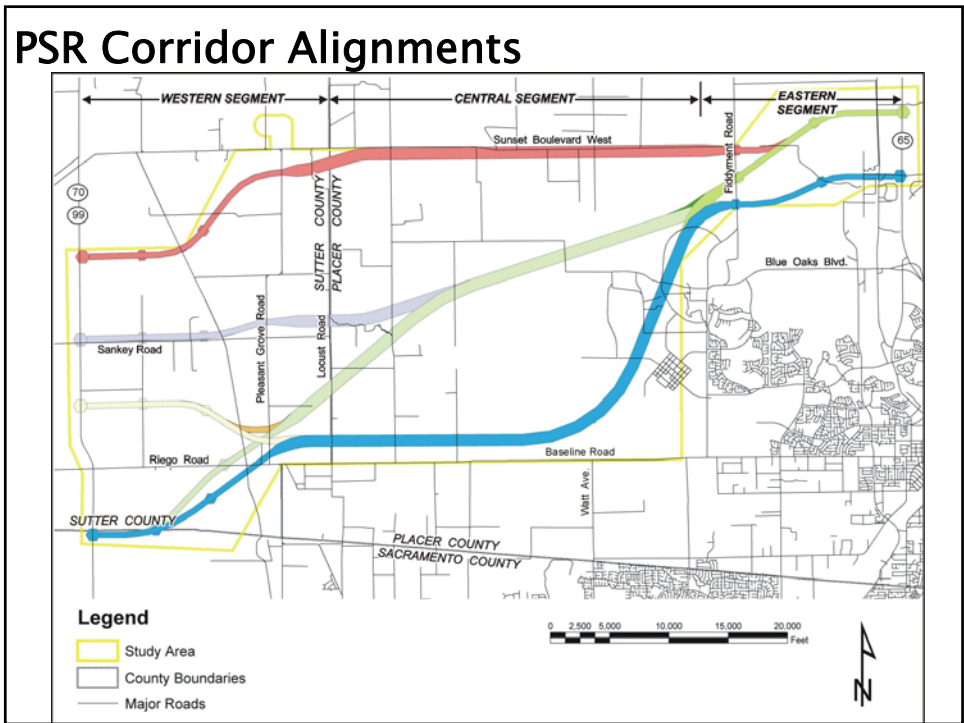 PSR Corridor Alignments
WESTERN SEGMENT
CENTRAL SEGMENT
EASTERN
SEGMENT
Sunset Boulevard West
Fiddyment Road
65
70
99
SUTTER COUNTY
PLACER COUNTY
Blue Oaks Blvd.
Pleasant Grove Road
Locust Road
Sankey Road
Riego Road
Baseline Road
Watt Ave.
SUTTER COUNTY
PLACER COUNTY
SACRAMENTO COUNTY
Legend
Study Area
County Boundaries
Major Roads
0 2,500 5,000 10,000 15,000 20,000
Feet
N